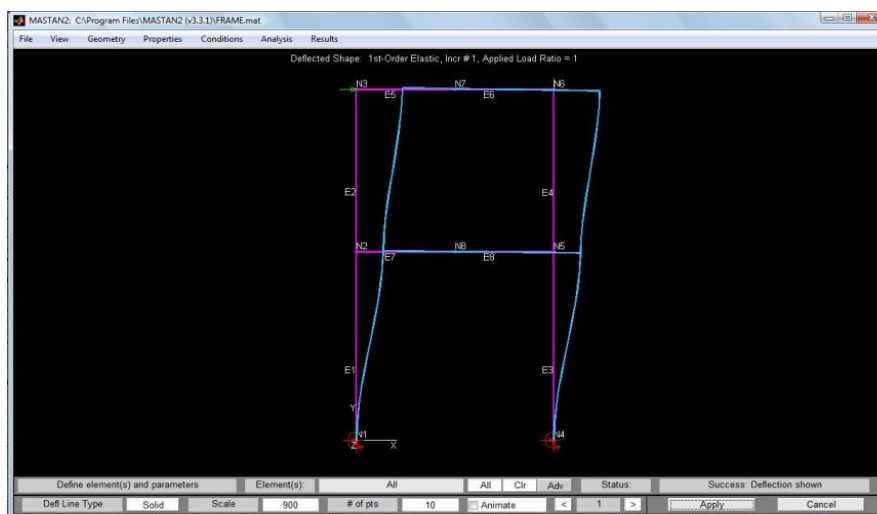 MASTAN2: C:\Program Files\MASTAN2 (v3.3.1)\FRAME.mat
File View Geometry Properties Conditions Analysis Results
Deflected Shape: 1st-Order Elastic, Incr # 1, Applied Load Ratio = 1
N3 N7 N6
E5 E6
E2 E4
N2 N8 N5
E7 E8
E1 E3
Y
N1 N4
Z X
Define element(s) and parameters Element(s): All All Clr Adv Status: Success: Deflection shown
Defl Line Type Solid Scale 900 # of pts 10 Animate < 1 > Apply Cancel